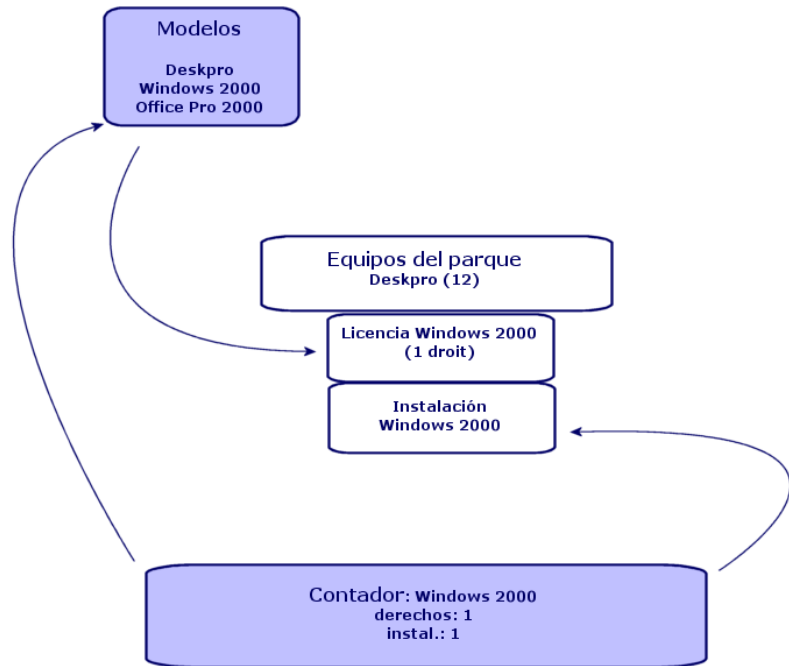 Modelos
Deskpro
Windows 2000
Office Pro 2000
Equipos del parque
Deskpro (12)
Licencia Windows 2000
(1 droit)
Instalación
Windows 2000
Contador: Windows 2000
derechos: 1
instal.: 1